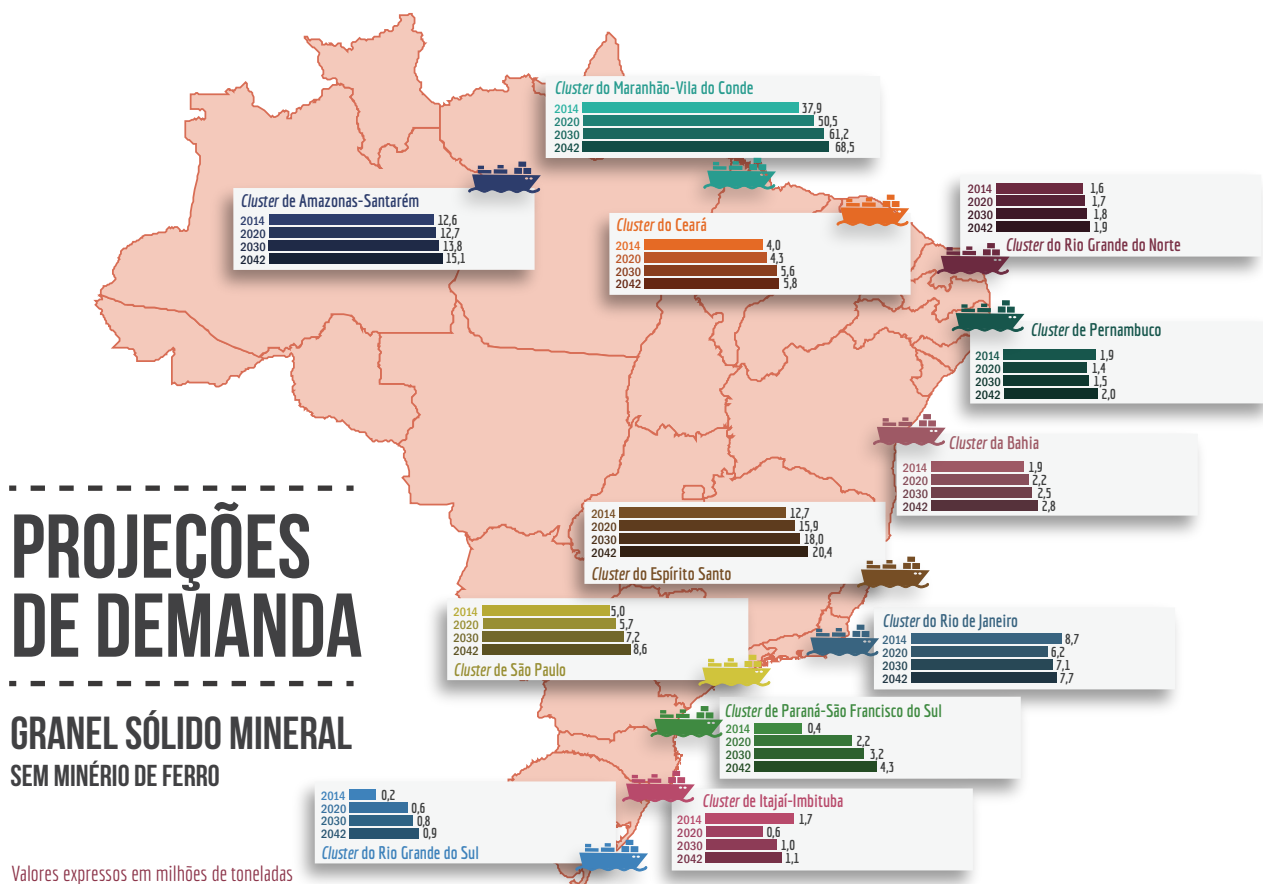 Cluster do Maranhão-Vila do Conde
2014 37,9
2020 50,5
2030 61,2
2042 68,5
Cluster de Amazonas-Santarém
2014 12,6
2020 12,7
2030 13,8
2042 15,1
Cluster do Ceará
2014 4,0
2020 4,3
2030 5,6
2042 5,8
2014 1,6
2020 1,7
2030 1,8
2042 1,9
Cluster do Rio Grande do Norte
Cluster de Pernambuco
2014 1,9
2020 1,4
2030 1,5
2042 2,0
Cluster da Bahia
2014 1,9
2020 2,2
2030 2,5
2042 2,8
PROJEÇÕES
DE DEMANDA
GRANEL SÓLIDO MINERAL
SEM MINÉRIO DE FERRO
2014 12,7
2020 15,9
2030 18,0
2042 20,4
Cluster do Espírito Santo
2014 5,0
2020 5,7
2030 7,2
2042 8,6
Cluster de São Paulo
Cluster do Rio de Janeiro
2014 8,7
2020 6,2
2030 7,1
2042 7,7
Cluster de Paraná-São Francisco do Sul
2014 0,4
2020 2,2
2030 3,2
2042 4,3
2014 0,2
2020 0,6
2030 0,8
2042 0,9
Cluster do Rio Grande do Sul
Cluster de Itajaí-Imbituba
2014 1,7
2020 0,6
2030 1,0
2042 1,1
Valores expressos em milhões de toneladas